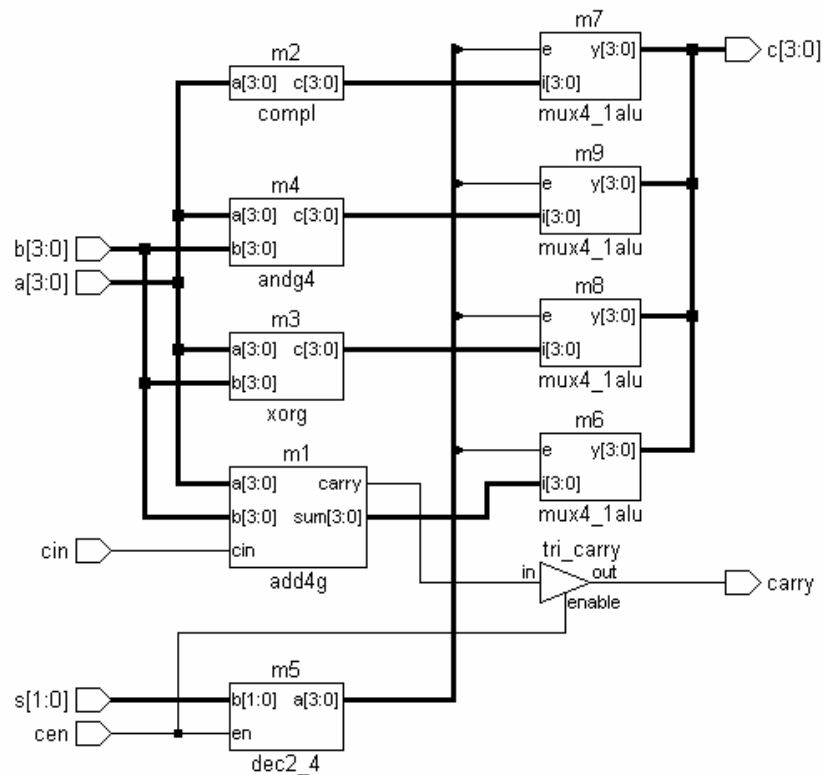 m7
e y[3:0]
i[3:0]
mux4_1alu
c[3:0]
m2
a[3:0] c[3:0]
compl
m9
e y[3:0]
i[3:0]
mux4_1alu
m4
a[3:0] c[3:0]
b[3:0]
andg4
b[3:0]
a[3:0]
m8
e y[3:0]
i[3:0]
mux4_1alu
m3
a[3:0] c[3:0]
b[3:0]
xorg
m6
e y[3:0]
i[3:0]
mux4_1alu
m1
a[3:0] carry
b[3:0] sum[3:0]
cin
add4g
cin
tri_carry
in out
enable
carry
m5
b[1:0] a[3:0]
en
dec2_4
s[1:0]
cen